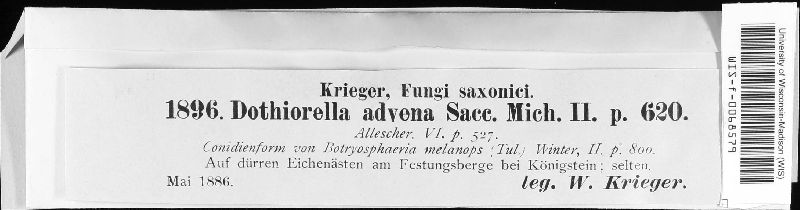 Krieger, Fungi saxonici.
1896. Dothiorella advena Sacc. Mich. II. p. 620.
Allescher. VI. p. 527.
Conidienform von Botryosphaeria melanops (Tul.) Winter, II. p. 800.
Auf dürren Eichenästen am Festungsberge bei Königstein; selten.
Mai 1886.
leg. W. Krieger.
University of Wisconsin-Madison (WIS)
WIS-f-0068579